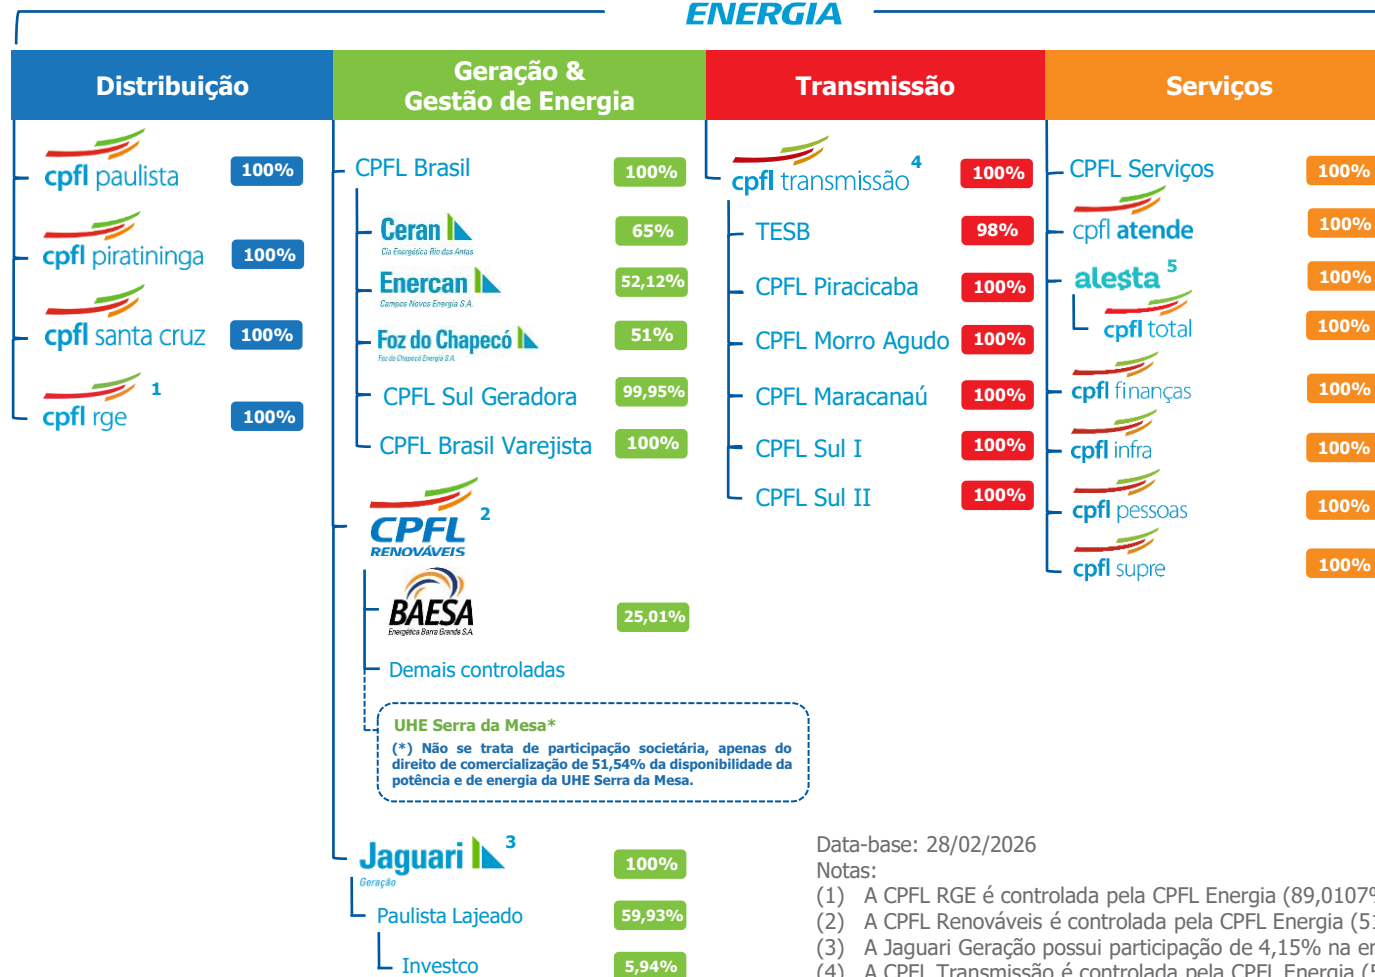 ENERGIA
Distribuição
cpfl paulista
100%
cpfl piratininga
100%
cpfl santa cruz
100%
cpfl rge
1
100%
Geração &
Gestão de Energia
CPFL Brasil
100%
Ceran
Cia Energética Rio das Antas
65%
Enercan
Campos Novos Energia S.A.
52,12%
Foz do Chapecó
Foz do Chapecó Energia S.A.
51%
CPFL Sul Geradora
99,95%
CPFL Brasil Varejista
100%
CPFL
RENOVÁVEIS
2
BAESA
Energética Barra Grande S.A.
25,01%
Demais controladas
UHE Serra da Mesa*
(*) Não se trata de participação societária, apenas do
direito de comercialização de 51,54% da disponibilidade da
potência e de energia da UHE Serra da Mesa.
Jaguari
Geração
3
100%
Paulista Lajeado
59,93%
Investco
5,94%
Transmissão
cpfl transmissão
4
100%
TESB
98%
CPFL Piracicaba
100%
CPFL Morro Agudo
100%
CPFL Maracanaú
100%
CPFL Sul I
100%
CPFL Sul II
100%
Serviços
CPFL Serviços
100%
cpfl atende
100%
alesta
5
100%
cpfl total
100%
cpfl finanças
100%
cpfl infra
100%
cpfl pessoas
100%
cpfl supre
100%
Data-base: 28/02/2026
Notas:
(1) A CPFL RGE é controlada pela CPFL Energia (89,0107%
(2) A CPFL Renováveis é controlada pela CPFL Energia (51
(3) A Jaguari Geração possui participação de 4,15% na
(4) A CPFL Transmissão é controlada pela CPFL Energia